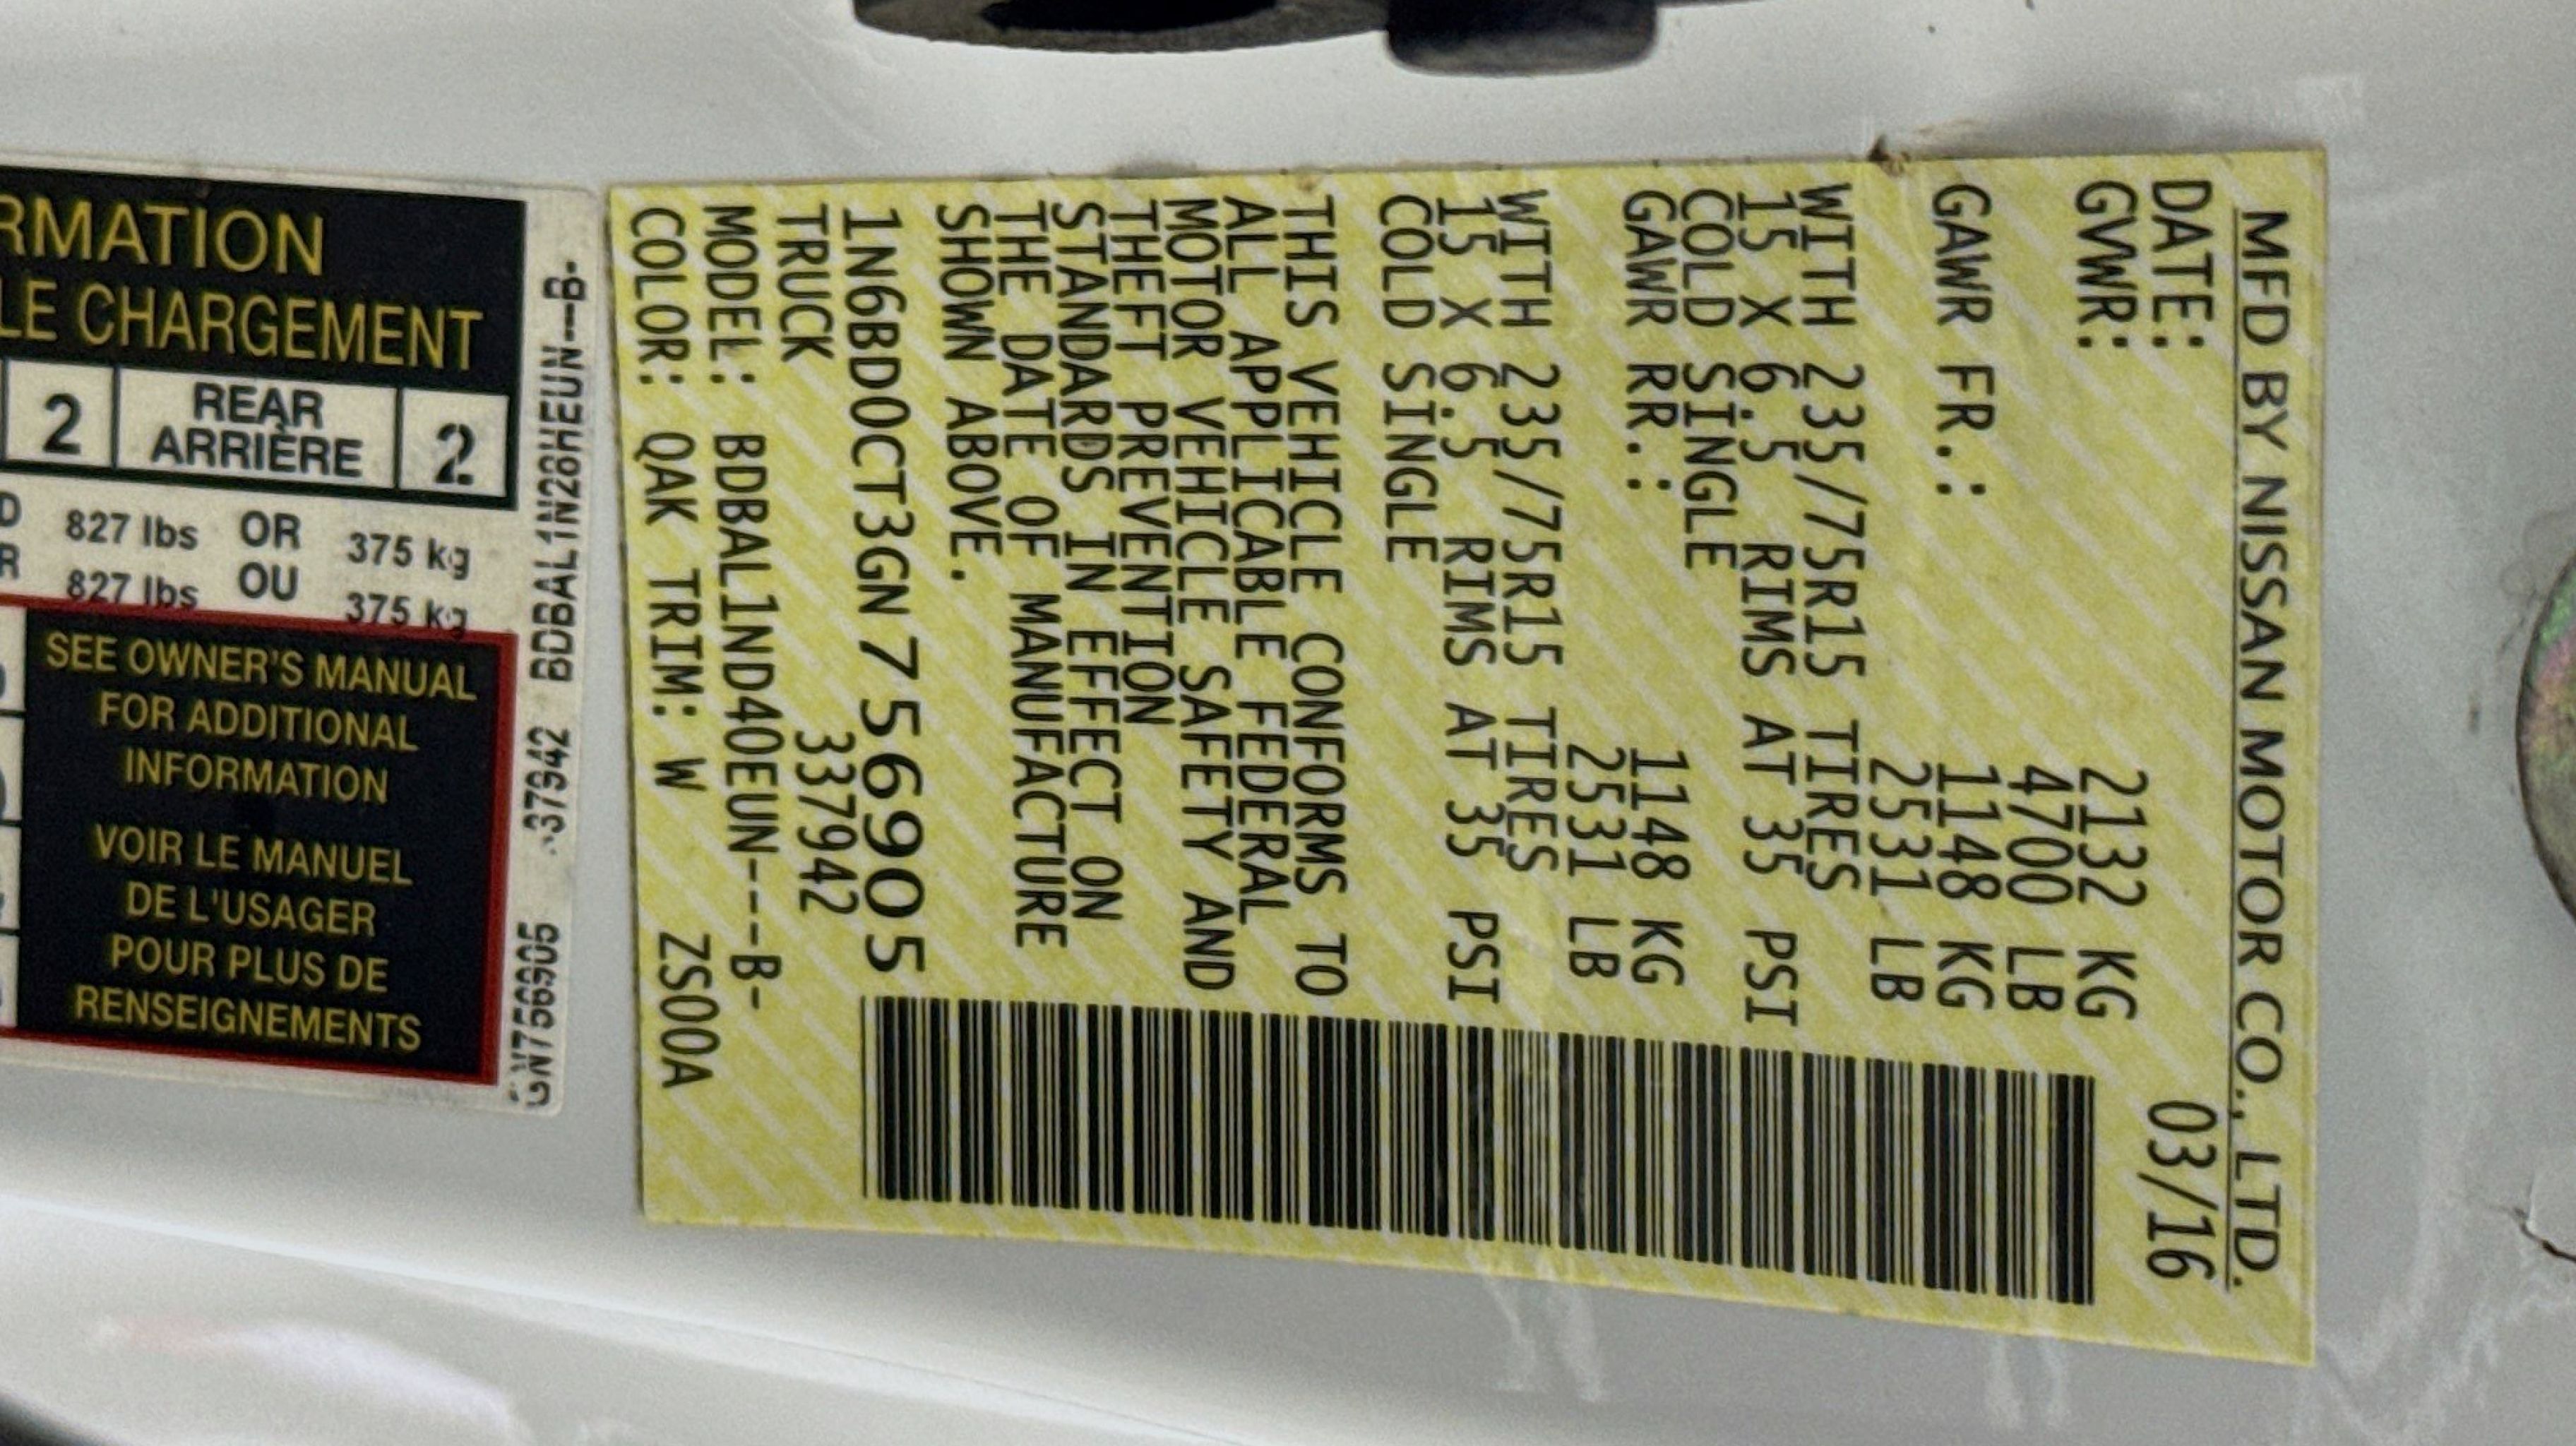 MFD BY NISSAN MOTOR CO., LTD.
DATE: 03/16
GVWR: 2132 KG
4700 LB
GAWR FR.: 1148 KG
2531 LB
WITH 235/75R15 TIRES
15 X 6.5 RIMS AT 35 PSI
COLD SINGLE
GAWR RR.: 1148 KG
2531 LB
WITH 235/75R15 TIRES
15 X 6.5 RIMS AT 35 PSI
COLD SINGLE
THIS VEHICLE CONFORMS TO
ALL APPLICABLE FEDERAL
MOTOR VEHICLE SAFETY AND
THEFT PREVENTION
STANDARDS IN EFFECT ON
THE DATE OF MANUFACTURE
SHOWN ABOVE.
1N6BD0CT3GN 756905
TRUCK 337942
MODEL: BDBAL1ND40EUN---B-
COLOR: QAK TRIM: W ZS00A
RMATION
LE CHARGEMENT
2 REAR 2
ARRIÈRE
827 lbs OR 375 kg
827 lbs OU 375 kg
SEE OWNER'S MANUAL
FOR ADDITIONAL
INFORMATION
VOIR LE MANUEL
DE L'USAGER
POUR PLUS DE
RENSEIGNEMENTS
GN756905 37942 BDBAL1N28HEUN---B-